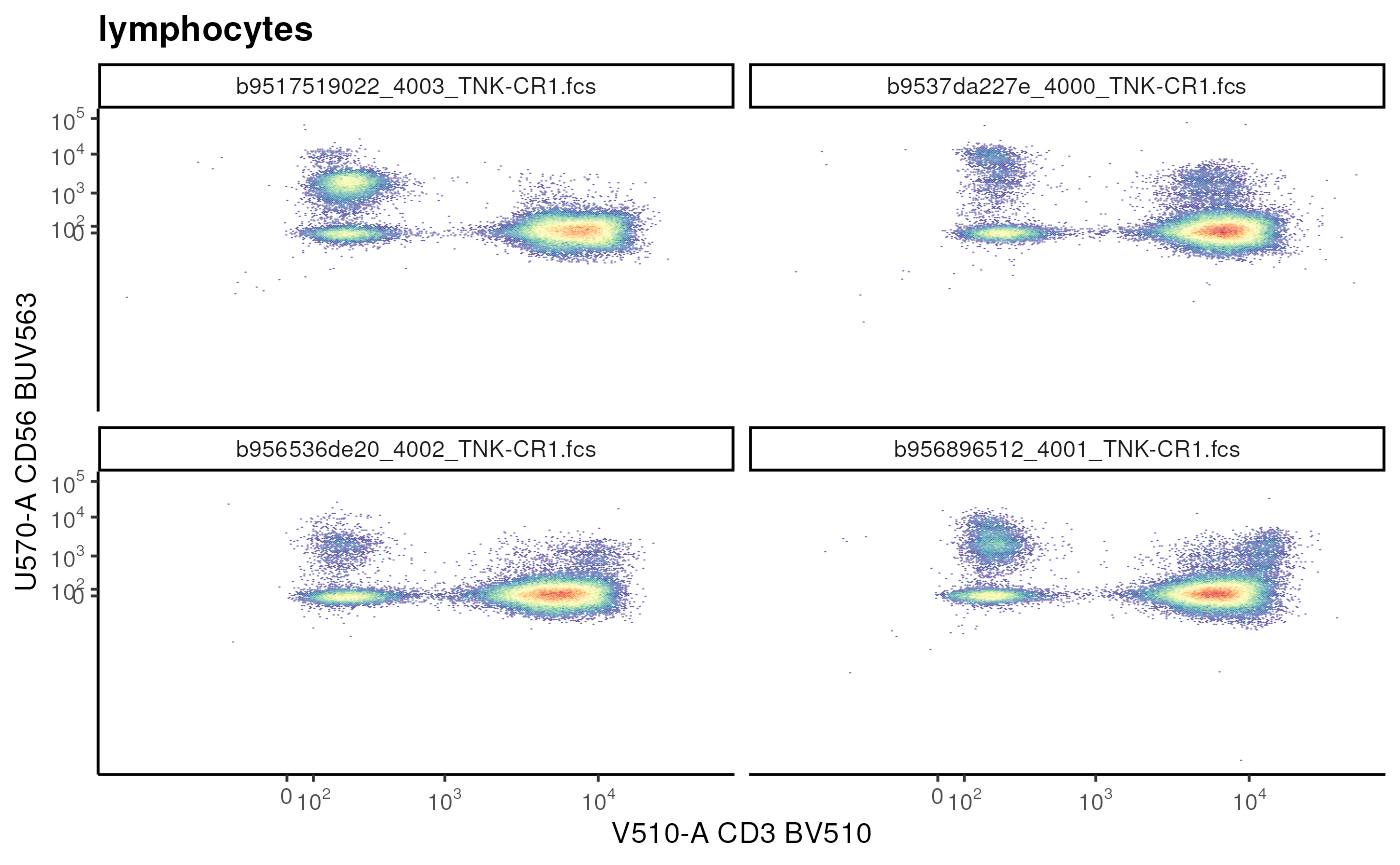 lymphocytes
b9517519022_4003_TNK-CR1.fcs
b9537da227e_4000_TNK-CR1.fcs
10^5
10^4
10^3
10^2
0
b956536de20_4002_TNK-CR1.fcs
b956896512_4001_TNK-CR1.fcs
10^5
10^4
10^3
10^2
0
U570-A CD56 BUV563
0 10^2 10^3 10^4
0 10^2 10^3 10^4
V510-A CD3 BV510